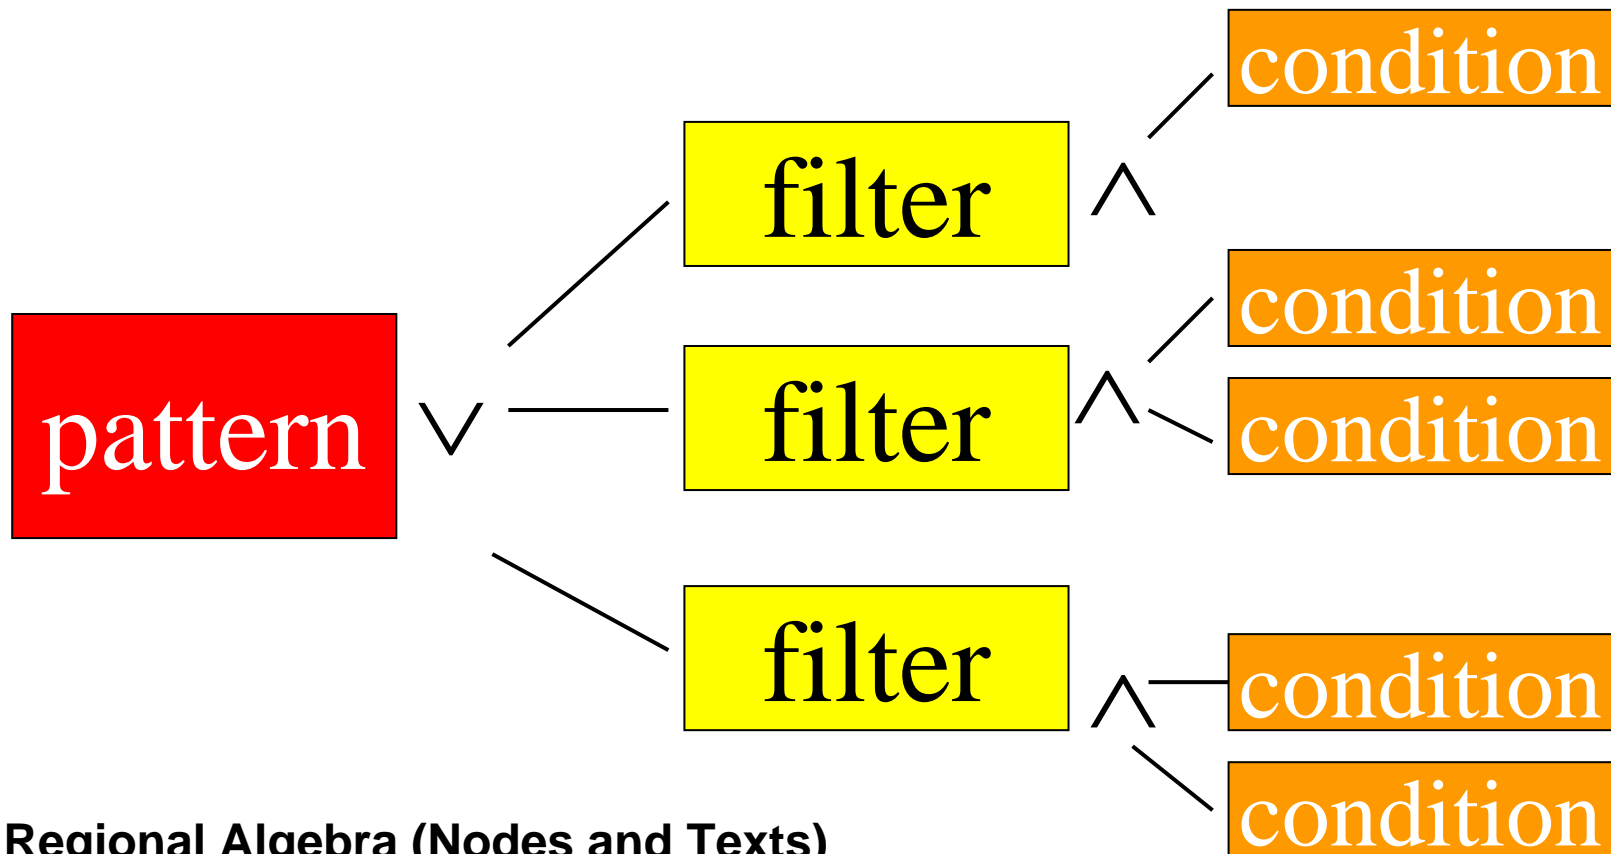 condition
filter
∧
condition
pattern
∨
filter
∧
condition
filter
∧
condition
condition
Regional Algebra (Nodes and Texts)